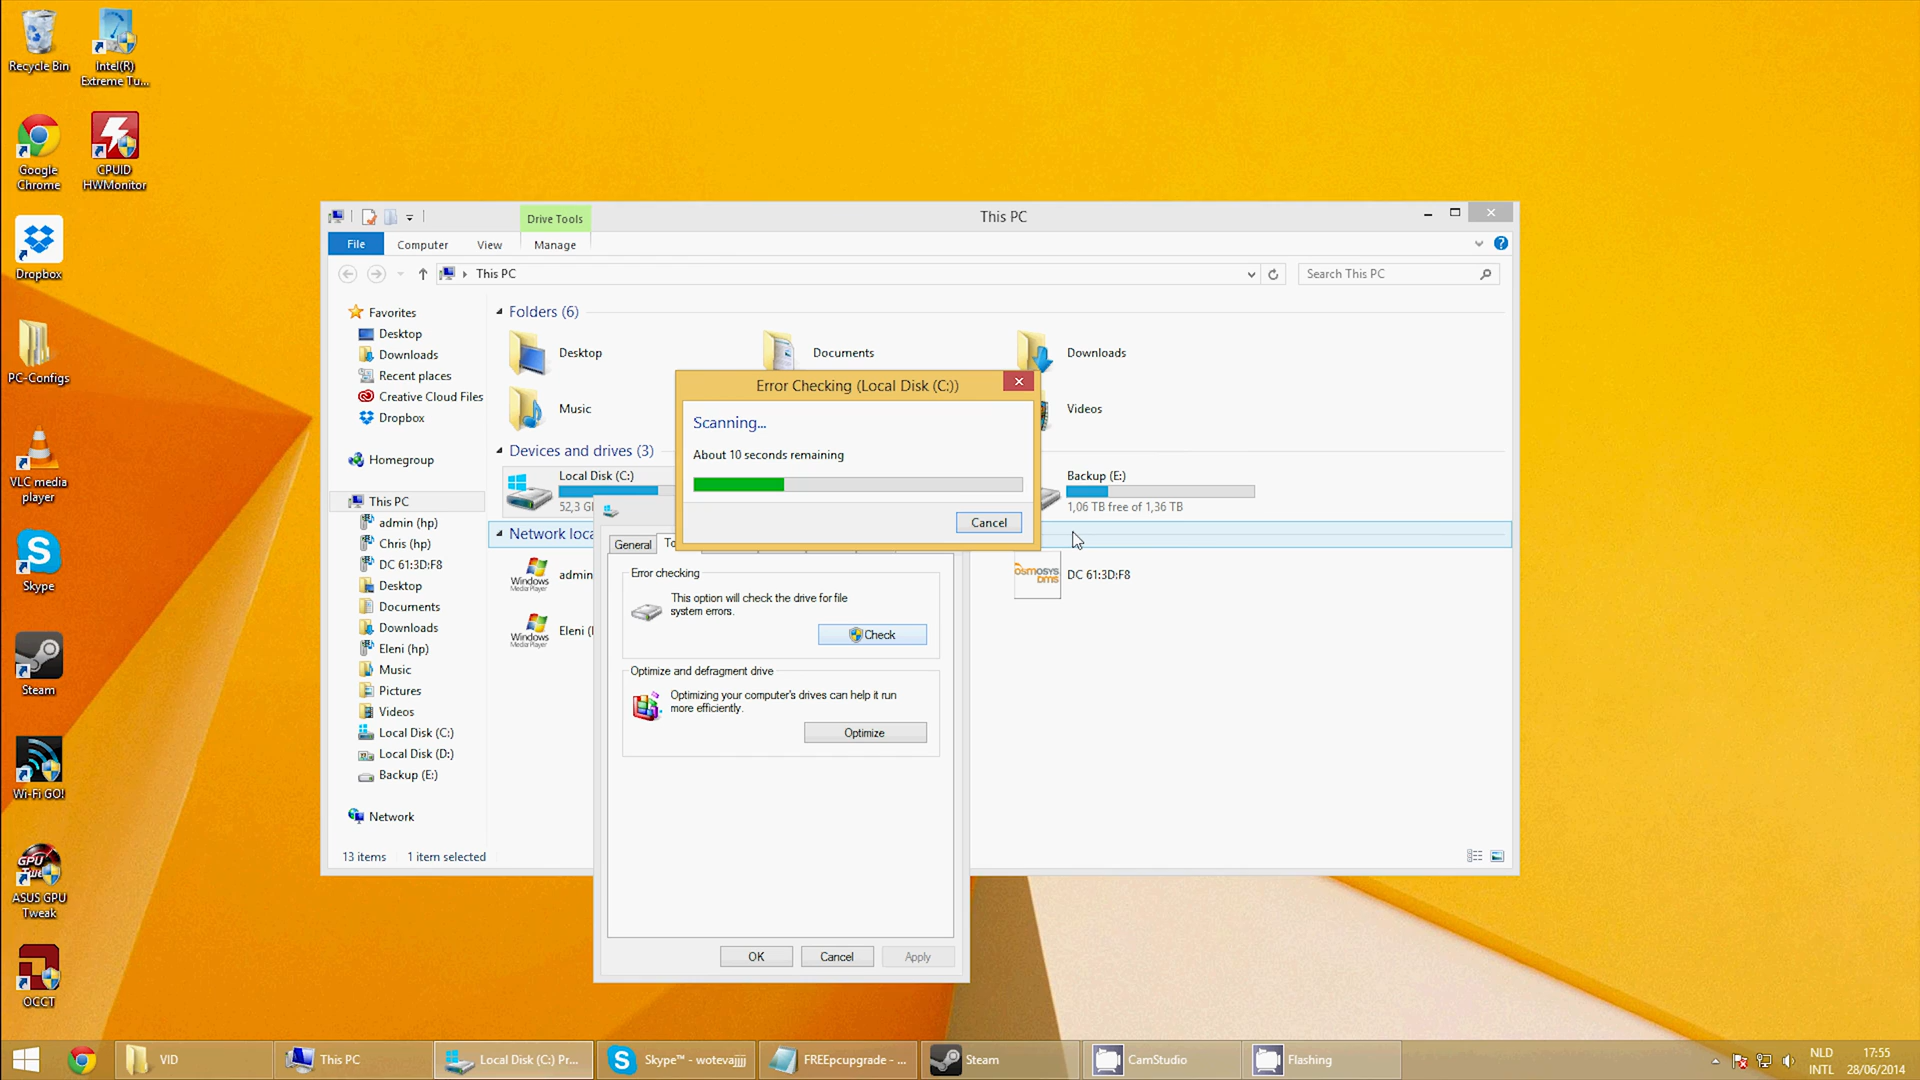 Recycle Bin
Intel(R)
Extreme Tu...
Google
Chrome
CPUID
HWMonitor
Dropbox
PC-Configs
VLC media
player
Skype
Steam
Wi-Fi GO!
ASUS GPU
Tweak
OCCT
Drive Tools
This PC
File
Computer
View
Manage
This PC
Search This PC
Favorites
Desktop
Downloads
Recent places
Creative Cloud Files
Dropbox
Homegroup
This PC
admin (hp)
Chris (hp)
DC 61:3D:F8
Desktop
Documents
Downloads
Eleni (hp)
Music
Pictures
Videos
Local Disk (C:)
Local Disk (D:)
Backup (E:)
Network
13 items
1 item selected
Folders (6)
Desktop
Documents
Downloads
Music
Videos
Devices and drives (3)
Local Disk (C:)
52,3 G
Backup (E:)
1,06 TB free of 1,36 TB
Network loca
Windows
Media Player
admin
DC 61:3D:F8
Windows
Media Player
Eleni (
Error Checking (Local Disk (C:))
Scanning...
About 10 seconds remaining
Cancel
General
To
Error checking
This option will check the drive for file
system errors.
Check
Optimize and defragment drive
Optimizing your computer's drives can help it run
more efficiently.
Optimize
OK
Cancel
Apply
VID
This PC
Local Disk (C:) Pr...
Skype™ - wotevajjjj
FREEpcupgrade - ...
Steam
CamStudio
Flashing
NLD
INTL
17:55
28/06/2014